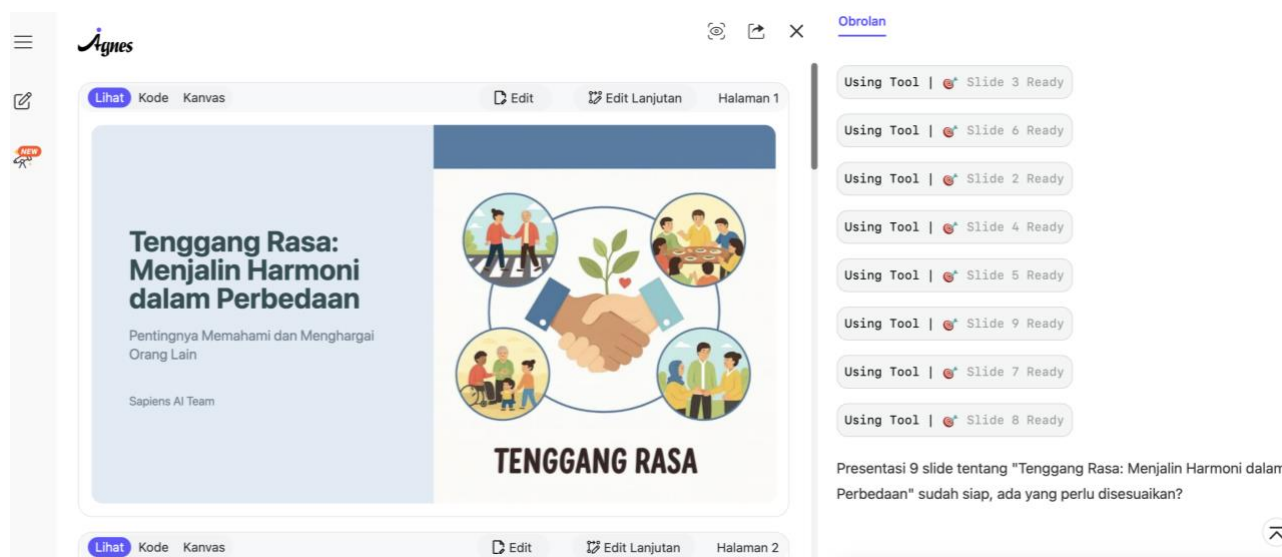 Agnes
Lihat Kode Kanvas
Edit
Edit Lanjutan
Halaman 1
Tenggang Rasa:
Menjalin Harmoni
dalam Perbedaan
Pentingnya Memahami dan Menghargai
Orang Lain
Sapiens AI Team
TENGGANG RASA
Lihat Kode Kanvas
Edit
Edit Lanjutan
Halaman 2
NEW
Obrolan
Using Tool | Slide 3 Ready
Using Tool | Slide 6 Ready
Using Tool | Slide 2 Ready
Using Tool | Slide 4 Ready
Using Tool | Slide 5 Ready
Using Tool | Slide 9 Ready
Using Tool | Slide 7 Ready
Using Tool | Slide 8 Ready
Presentasi 9 slide tentang "Tenggang Rasa: Menjalin Harmoni dalam
Perbedaan" sudah siap, ada yang perlu disesuaikan?